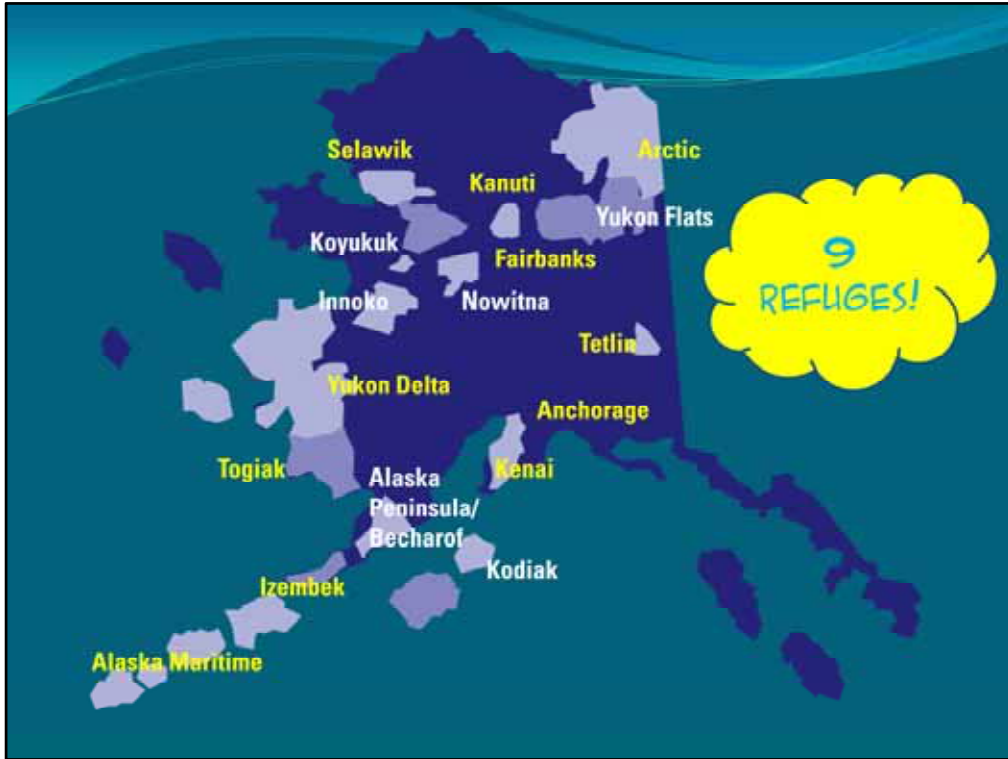 Selawik
Arctic
Kanuti
Koyukuk
Yukon Flats
Fairbanks
9
REFUGES!
Innoko
Nowitna
Tetlin
Yukon Delta
Anchorage
Togiak
Kenai
Alaska
Peninsula/
Becharof
Kodiak
Izembek
Alaska Maritime